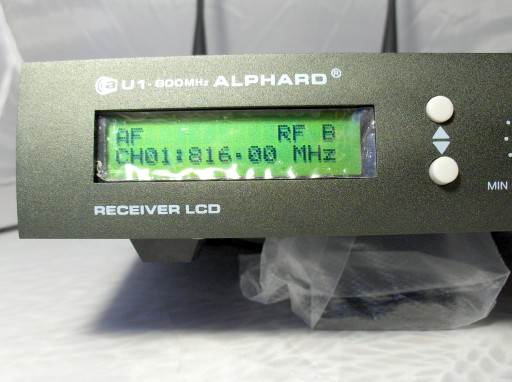 a U1-800MHz ALPHARD®
AF RF B
CH01:816.00 MHz
RECEIVER LCD
MIN